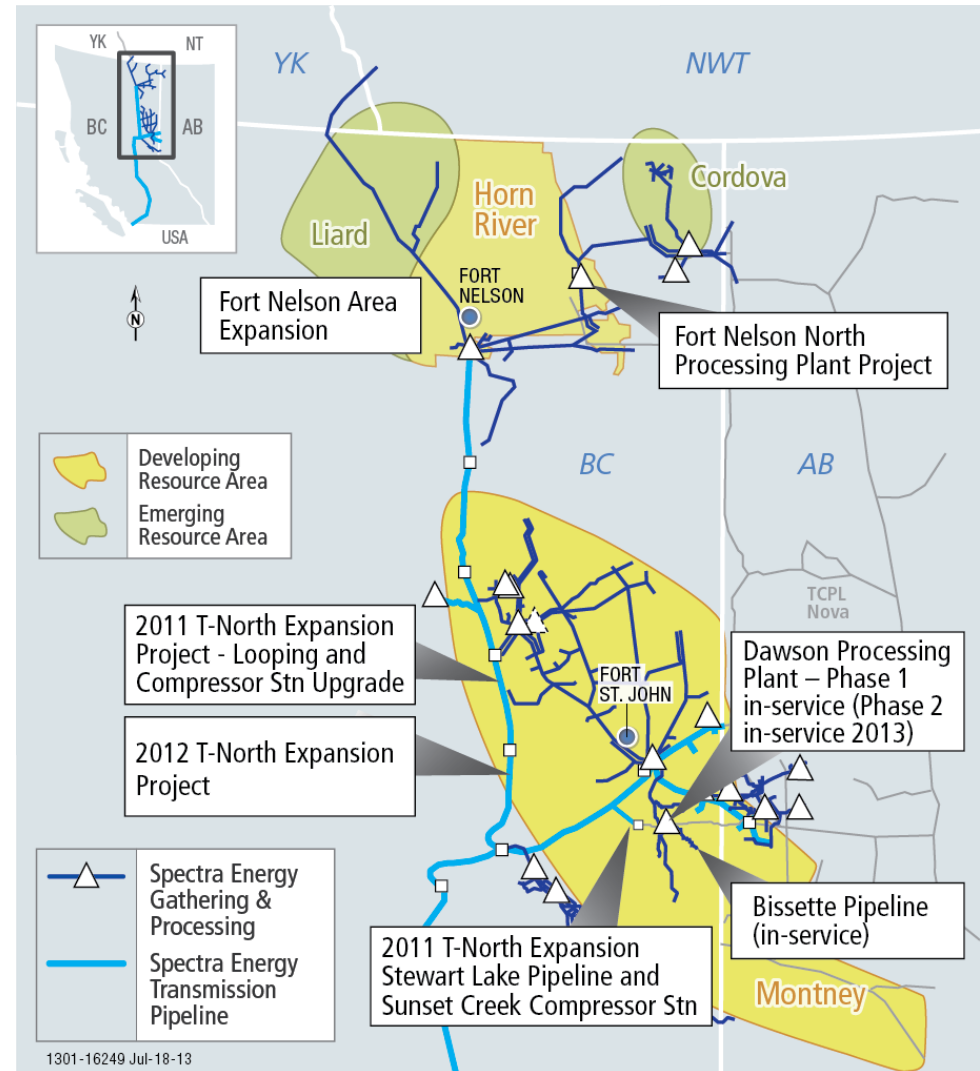 YK
NT
BC
AB
USA
N
YK
NWT
Liard
Horn
River
Cordova
FORT
NELSON
Fort Nelson Area
Expansion
Fort Nelson North
Processing Plant Project
BC
AB
Developing
Resource Area
Emerging
Resource Area
TCPL
Nova
2011 T-North Expansion
Project - Looping and
Compressor Stn Upgrade
2012 T-North Expansion
Project
FORT
ST. JOHN
Dawson Processing
Plant – Phase 1
in-service (Phase 2
in-service 2013)
Spectra Energy
Gathering &
Processing
Spectra Energy
Transmission
Pipeline
Bissette Pipeline
(in-service)
2011 T-North Expansion
Stewart Lake Pipeline and
Sunset Creek Compressor Stn
Montney
1301-16249 Jul-18-13